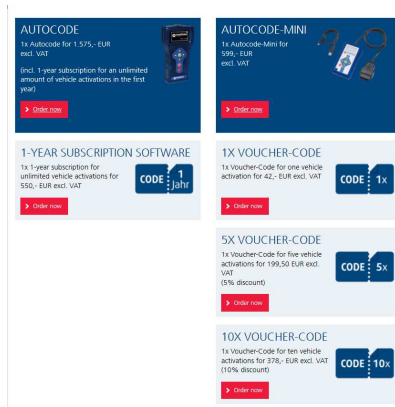 AUTOCODE
1x Autocode for 1.575,- EUR
excl. VAT
(incl. 1-year subscription for an unlimited
amount of vehicle activations in the first
year)
Order now
AUTOCODE-MINI
1x Autocode-Mini for
599,- EUR
excl. VAT
Order now
1-YEAR SUBSCRIPTION SOFTWARE
1x 1-year subscription for
unlimited vehicle activations for
550,- EUR excl. VAT
CODE 1
Jahr
Order now
1X VOUCHER-CODE
1x Voucher-Code for one vehicle
activation for 42,- EUR excl. VAT
CODE 1x
Order now
5X VOUCHER-CODE
1x Voucher-Code for five vehicle
activations for 199,50 EUR excl.
VAT
(5% discount)
CODE 5x
Order now
10X VOUCHER-CODE
1x Voucher-Code for ten vehicle
activations for 378,- EUR excl. VAT
(10% discount)
CODE 10x
Order now